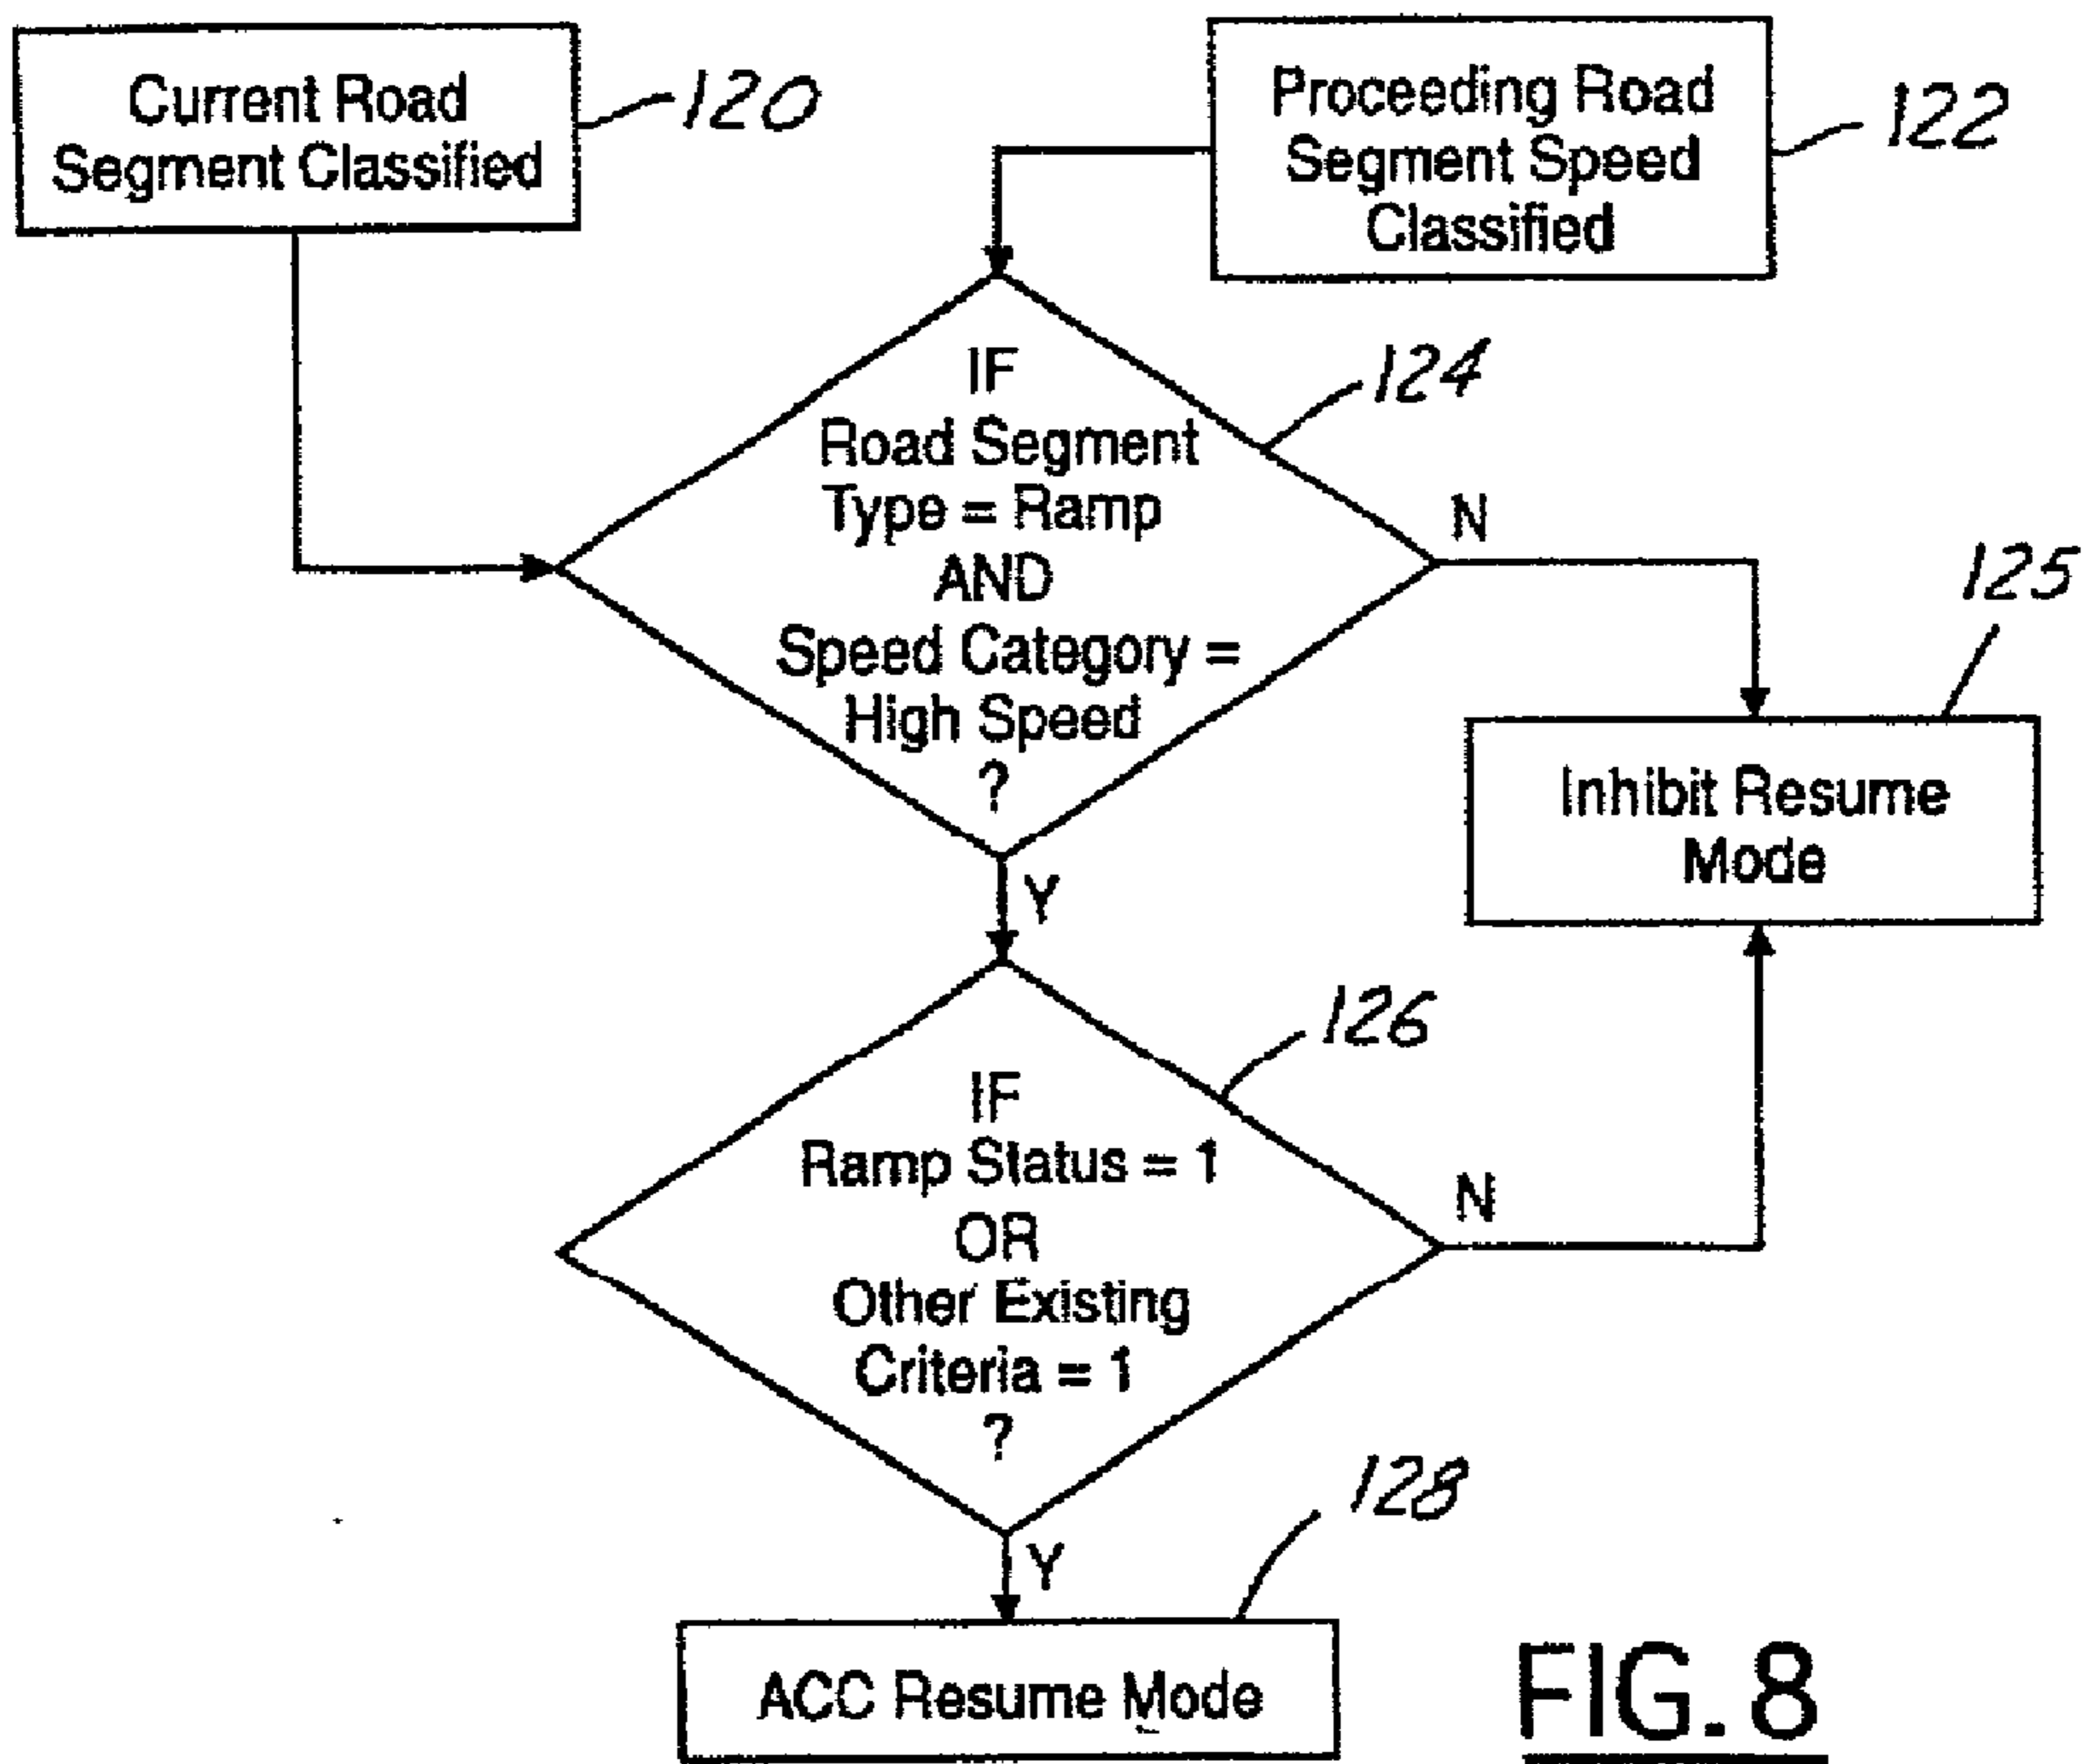 Current Road
Segment Classified
120
Proceeding Road
Segment Speed
Classified
122
IF
Road Segment
Type = Ramp
AND
Speed Category =
High Speed
?
124
N
125
Inhibit Resume
Mode
Y
IF
Ramp Status = 1
OR
Other Existing
Criteria = 1
?
126
N
Y
128
ACC Resume Mode
FIG. 8